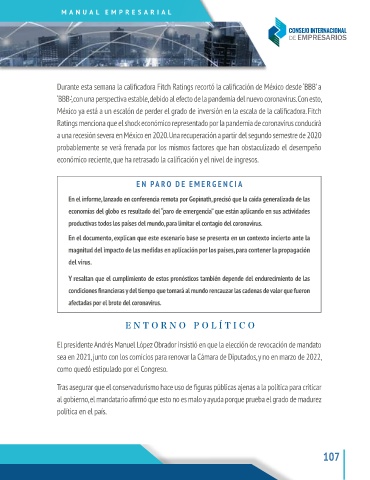 MANUAL EMPRESARIAL
CONSEJO INTERNACIONAL
DE EMPRESARIOS
Durante esta semana la calificadora Fitch Ratings recortó la calificación de México desde 'BBB' a
'BBB-', con una perspectiva estable, debido al efecto de la pandemia del nuevo coronavirus. Con esto,
México ya está a un escalón de perder el grado de inversión en la escala de la calificadora. Fitch
Ratings menciona que el shock económico representado por la pandemia de coronavirus conducirá
a una recesión severa en México en 2020. Una recuperación a partir del segundo semestre de 2020
probablemente se verá frenada por los mismos factores que han obstaculizado el desempeño
económico reciente, que ha retrasado la calificación y el nivel de ingresos.
EN PARO DE EMERGENCIA
En el informe, lanzado en conferencia remota por Gopinath, precisó que la caída generalizada de las
economías del globo es resultado del "paro de emergencia" que están aplicando en sus actividades
productivas todos los países del mundo, para limitar el contagio del coronavirus.
En el documento, explican que este escenario base se presenta en un contexto incierto ante la
magnitud del impacto de las medidas en aplicación por los países, para contener la propagación
del virus.
Y resaltan que el cumplimiento de estos pronósticos también depende del endurecimiento de las
condiciones financieras y del tiempo que tomará al mundo rencauzar las cadenas de valor que fueron
afectadas por el brote del coronavirus.
ENTORNO POLÍTICO
El presidente Andrés Manuel López Obrador insistió en que la elección de revocación de mandato
sea en 2021, junto con los comicios para renovar la Cámara de Diputados, y no en marzo de 2022,
como quedó estipulado por el Congreso.
Tras asegurar que el conservadurismo hace uso de figuras públicas ajenas a la política para criticar
al gobierno, el mandatario afirmó que esto no es malo y ayuda porque prueba el grado de madurez
política en el país.
107